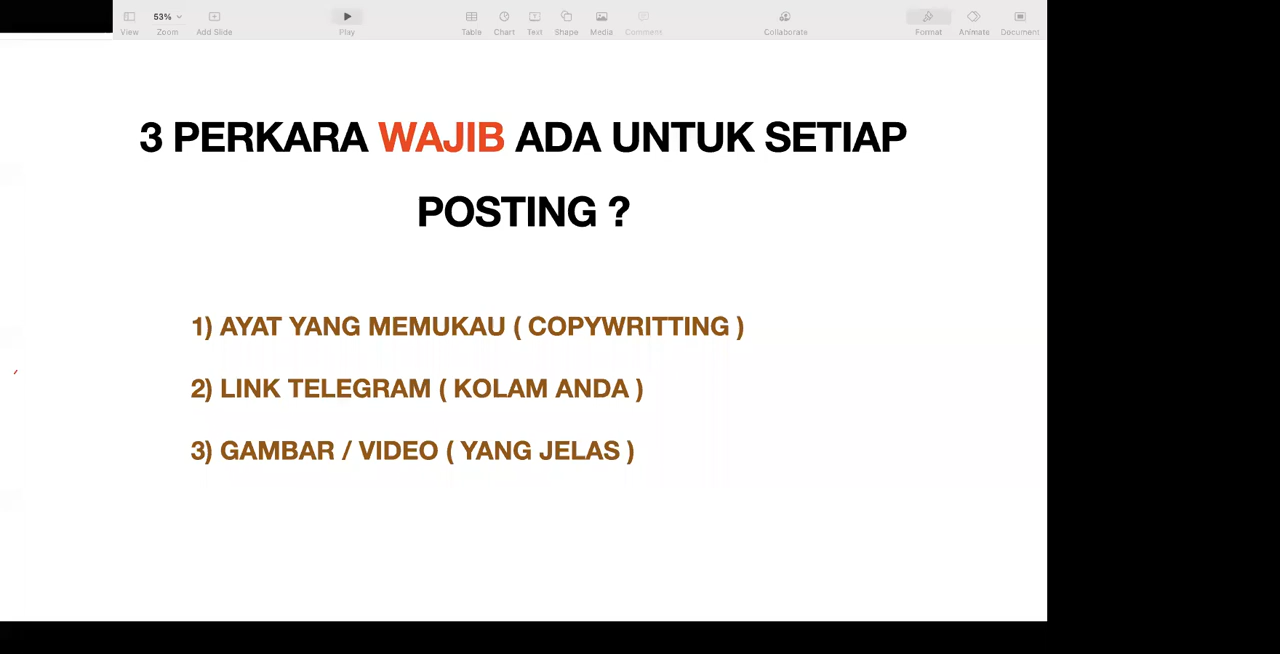 53%
View Zoom Add Slide Play Table Chart Text Shape Media Comment Collaborate Format Animate Document
3 PERKARA WAJIB ADA UNTUK SETIAP
POSTING ?
1) AYAT YANG MEMUKAU ( COPYWRITTING )
2) LINK TELEGRAM ( KOLAM ANDA )
3) GAMBAR / VIDEO ( YANG JELAS )